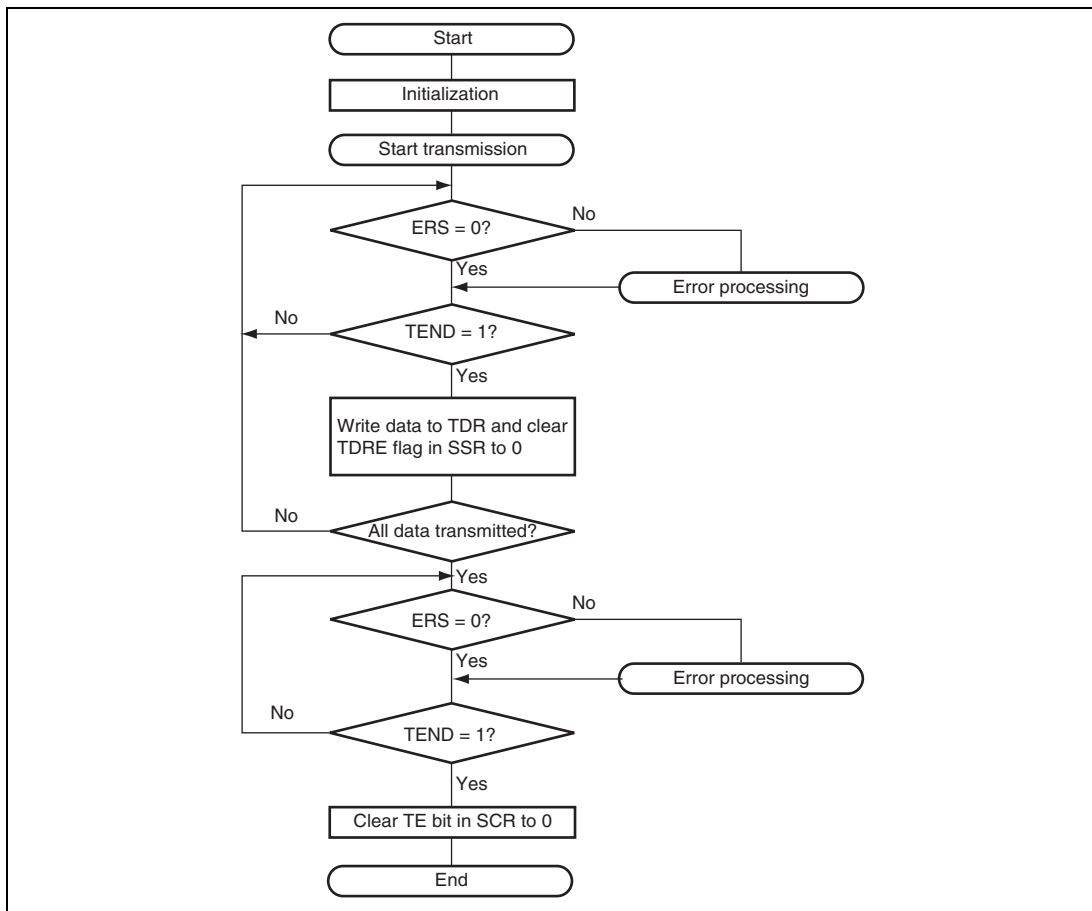 Start
Initialization
Start transmission
ERS = 0?
No
Yes
Error processing
No
TEND = 1?
Yes
Write data to TDR and clear
TDRE flag in SSR to 0
No
All data transmitted?
Yes
ERS = 0?
No
Yes
Error processing
No
TEND = 1?
Yes
Clear TE bit in SCR to 0
End